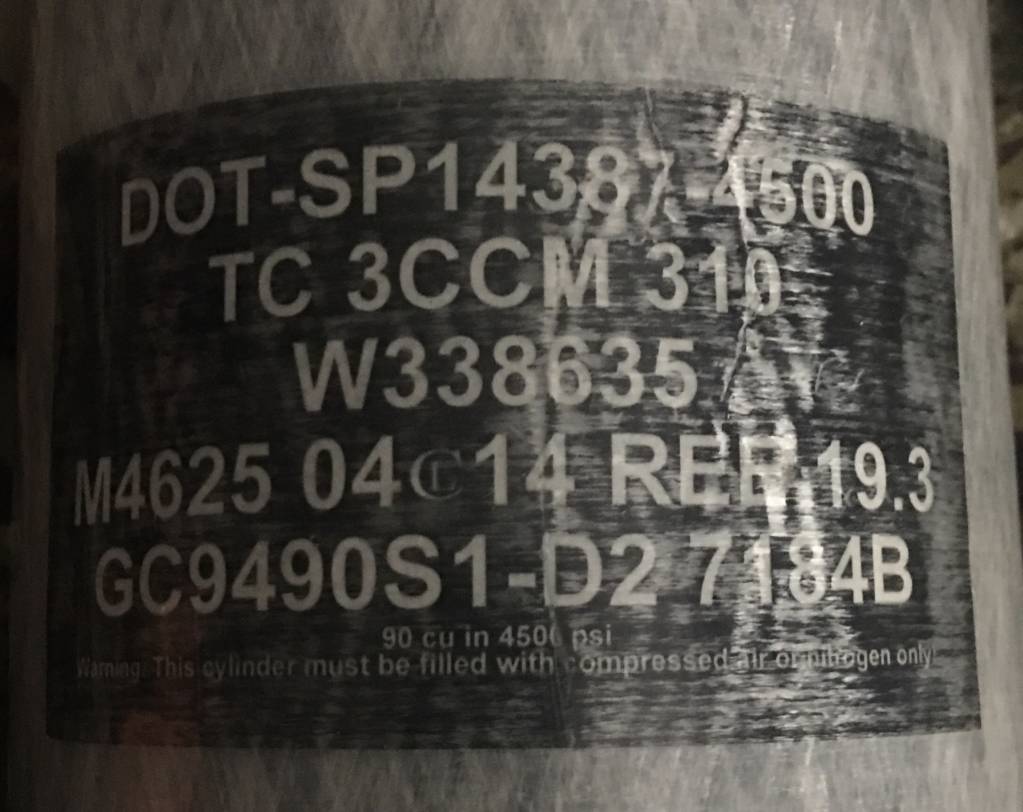 DOT-SP14387-4500
TC 3CCM 310
W338635
M4625 04 14 REE 19.3
GC9490S1-D2 7184B
90 cu in 4500 psi
Warning: This cylinder must be filled with compressed air or nitrogen only